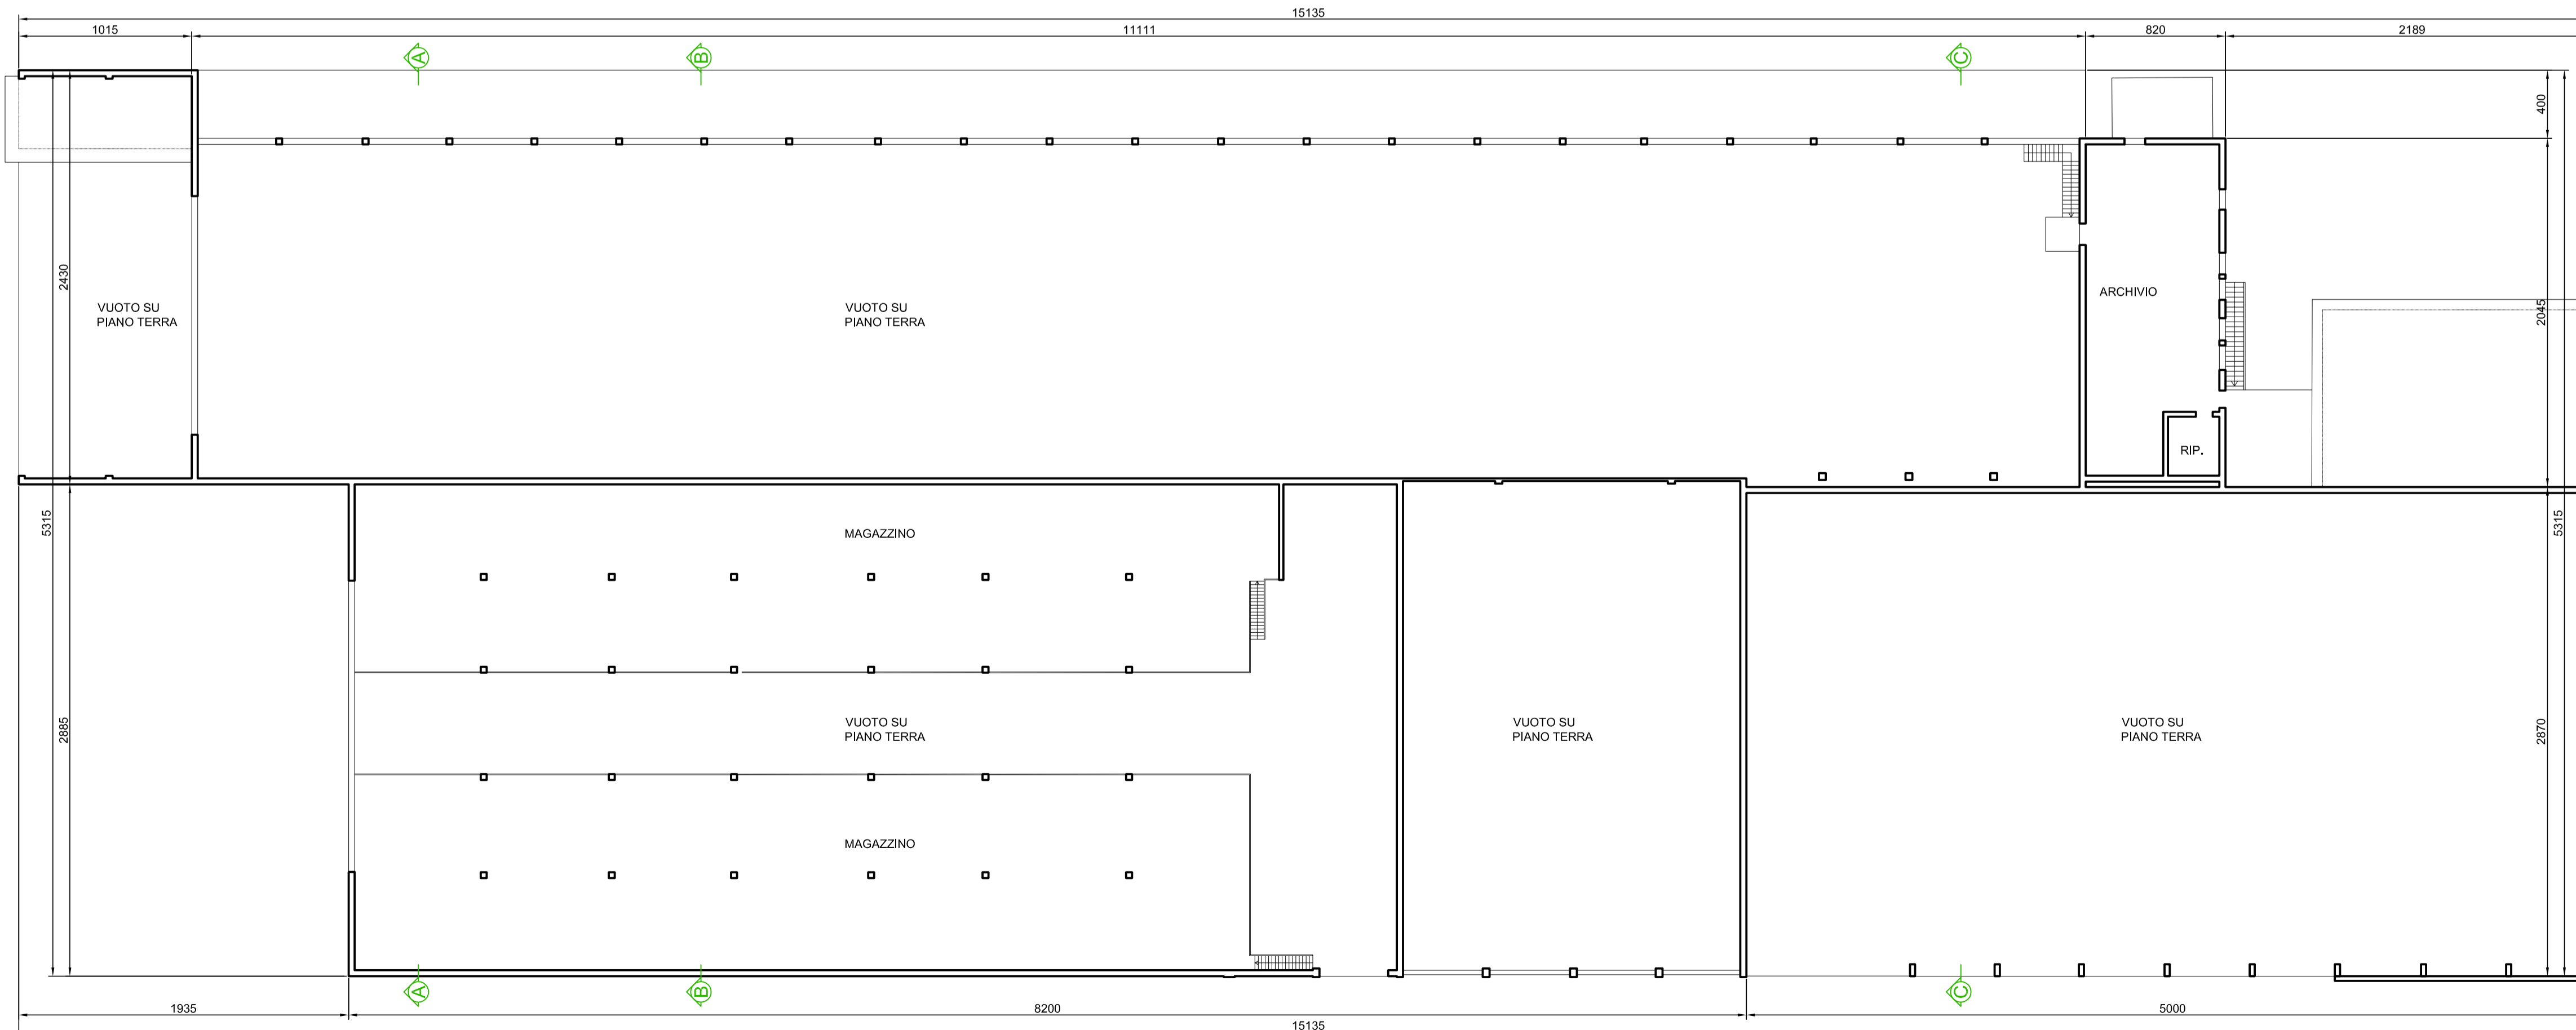 15135
1015
11111
820
2189
A
B
C
400
2430
2045
VUOTO SU
PIANO TERRA
VUOTO SU
PIANO TERRA
ARCHIVIO
RIP.
5315
5315
MAGAZZINO
2885
VUOTO SU
PIANO TERRA
VUOTO SU
PIANO TERRA
VUOTO SU
PIANO TERRA
2870
MAGAZZINO
A
B
C
1935
8200
5000
15135